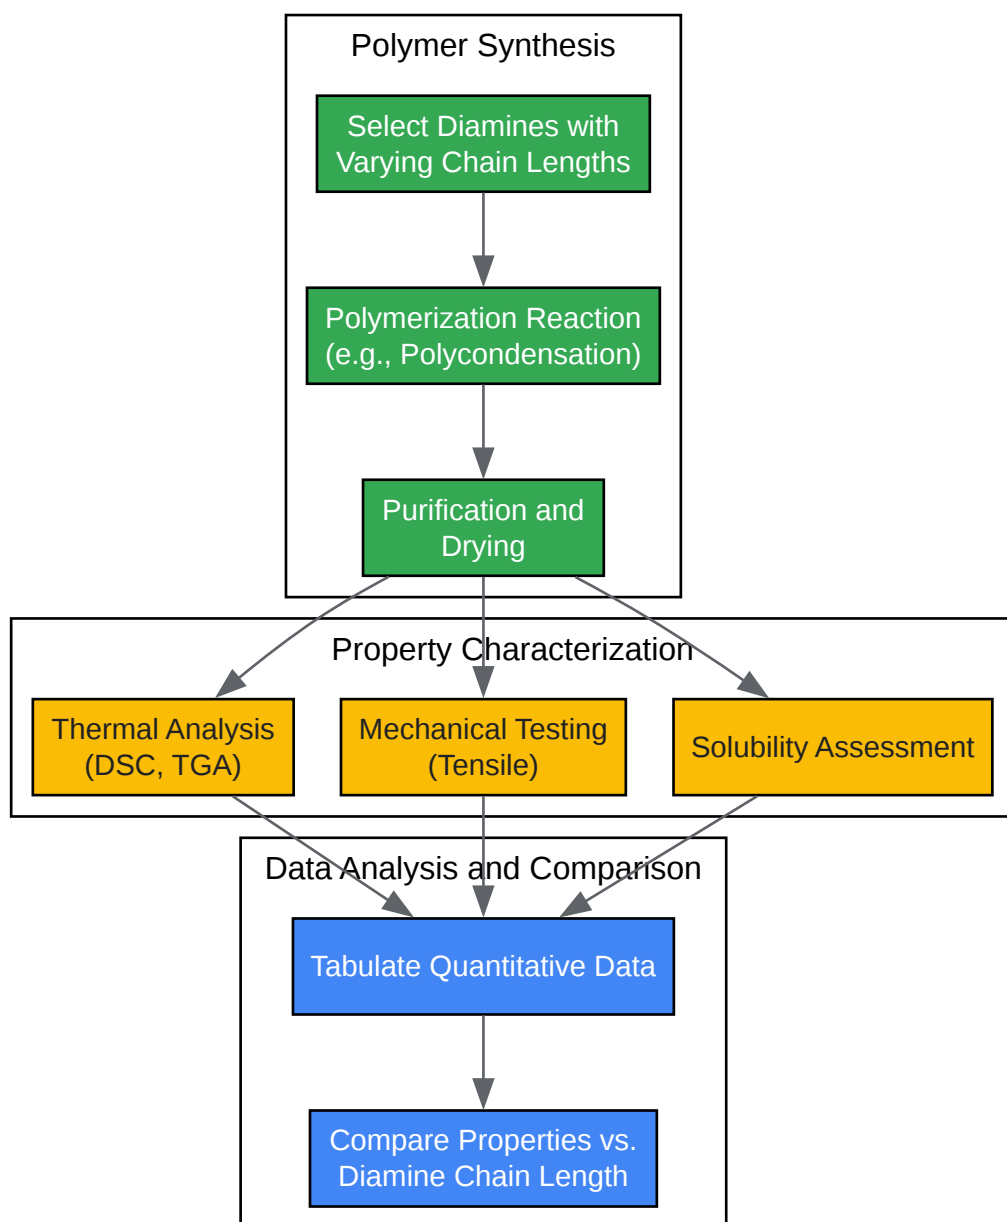 Polymer Synthesis
Select Diamines with
Varying Chain Lengths
Polymerization Reaction
(e.g., Polycondensation)
Purification and
Drying
Property Characterization
Thermal Analysis
(DSC, TGA)
Mechanical Testing
(Tensile)
Solubility Assessment
Data Analysis and Comparison
Tabulate Quantitative Data
Compare Properties vs.
Diamine Chain Length